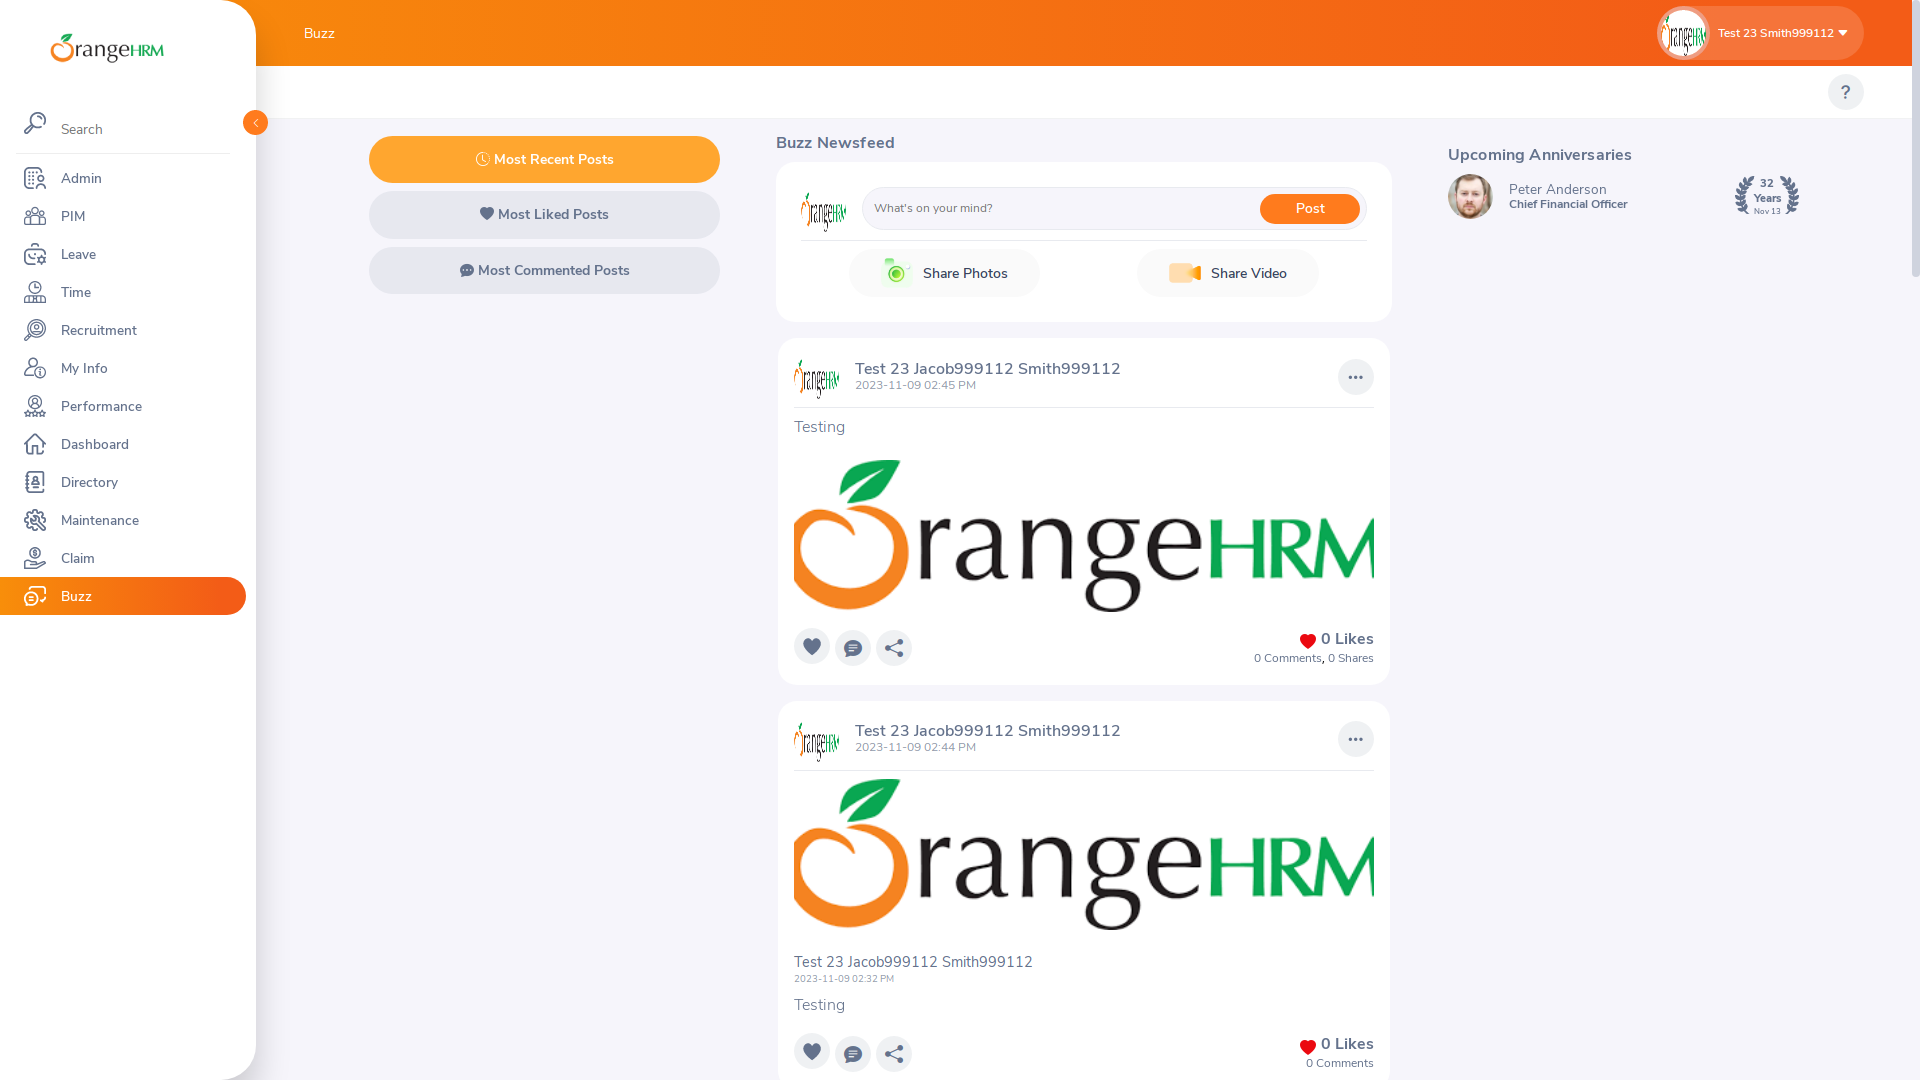 OrangeHRM
Search
Admin
PIM
Leave
Time
Recruitment
My Info
Performance
Dashboard
Directory
Maintenance
Claim
Buzz
Buzz
OrangeHRM
Test 23 Smith999112
?
Most Recent Posts
Most Liked Posts
Most Commented Posts
Buzz Newsfeed
OrangeHRM
What's on your mind?
Post
Share Photos
Share Video
OrangeHRM
Test 23 Jacob999112 Smith999112
2023-11-09 02:45 PM
Testing
OrangeHRM
0 Likes
0 Comments, 0 Shares
OrangeHRM
Test 23 Jacob999112 Smith999112
2023-11-09 02:44 PM
OrangeHRM
Test 23 Jacob999112 Smith999112
2023-11-09 02:32 PM
Testing
0 Likes
0 Comments
Upcoming Anniversaries
Peter Anderson
Chief Financial Officer
32
Years
Nov 13